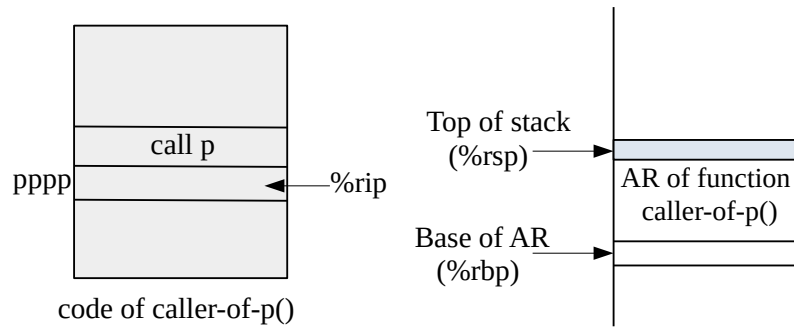 call p
pppp
%rip
code of caller-of-p()
Top of stack
(%rsp)
AR of function
caller-of-p()
Base of AR
(%rbp)